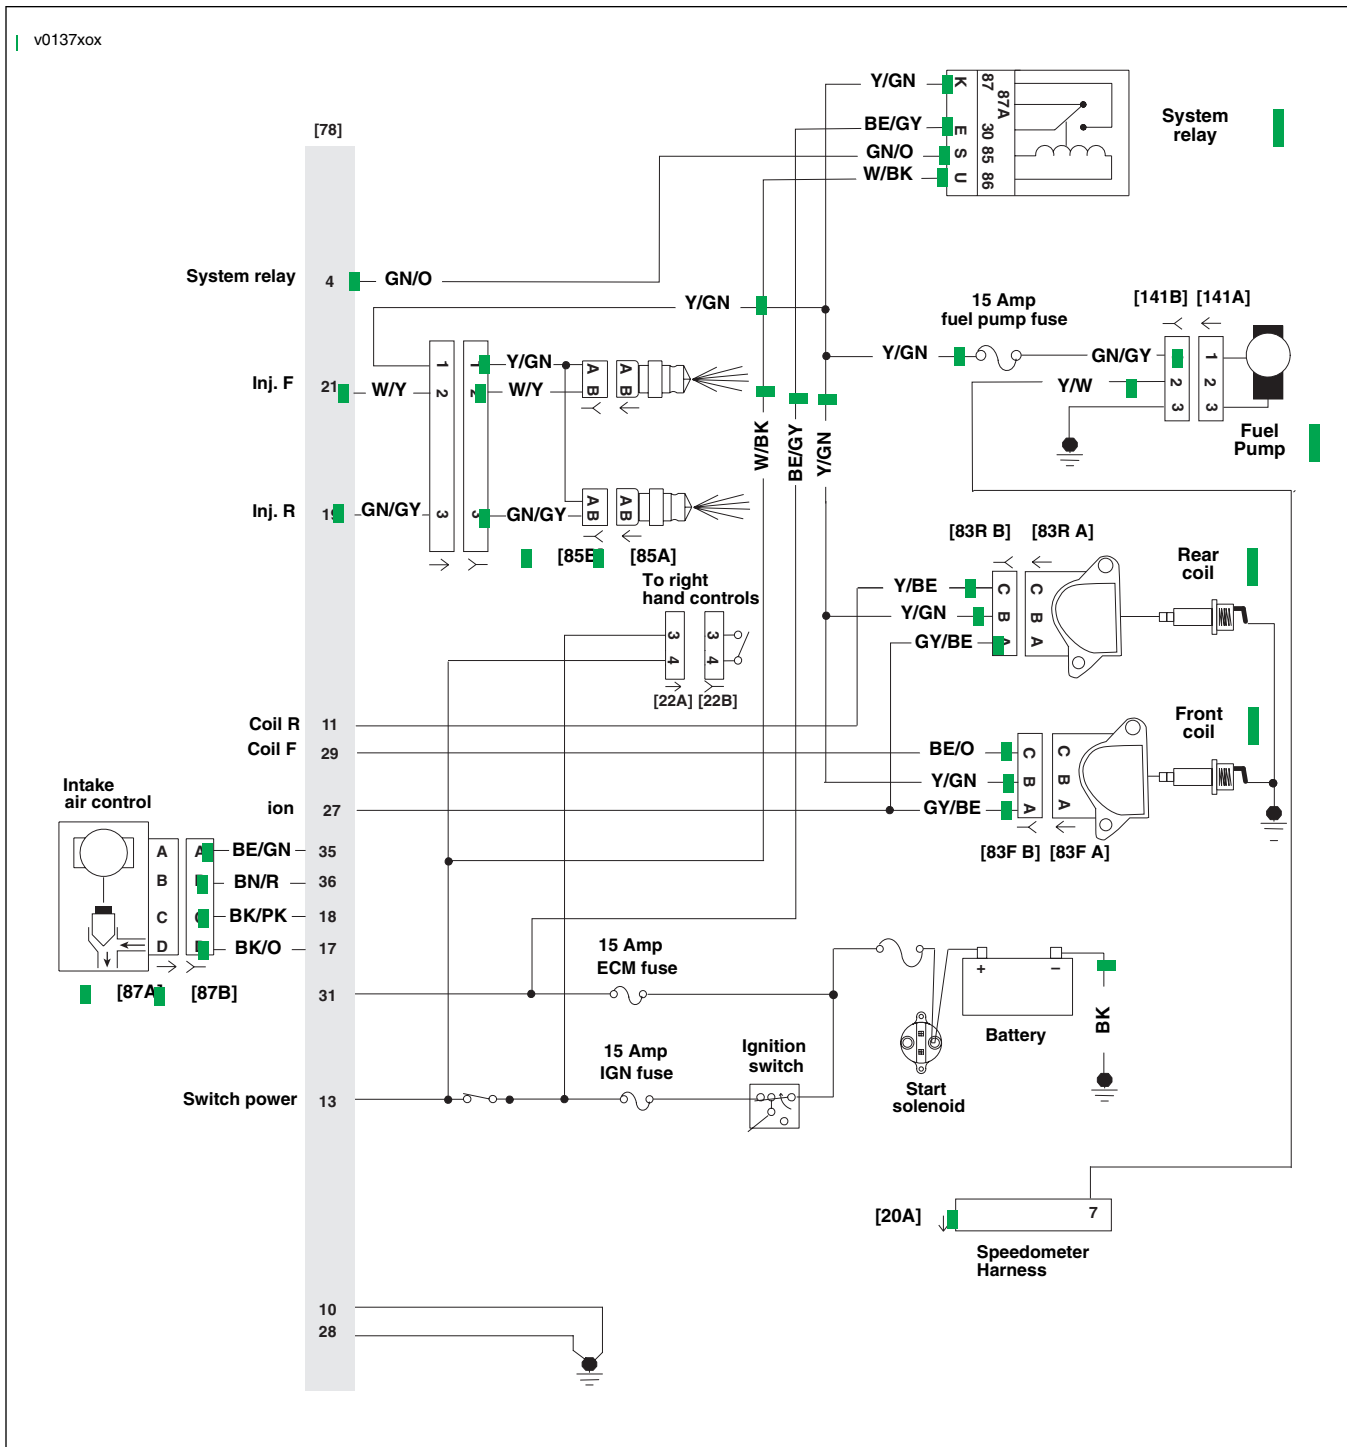 v0137xox
[78]
Y/GN
BE/GY
GN/O
W/BK
K
E
S
U
87
87A
30
85
86
System
relay
System relay
4
GN/O
Y/GN
15 Amp
fuel pump fuse
[141B] [141A]
Y/GN
GN/GY
Y/W
1
2
3
1
2
3
Fuel
Pump
Inj. F
21
W/Y
1
2
3
1
2
3
Y/GN
W/Y
A
B
A
B
Inj. R
19
GN/GY
GN/GY
A
B
A
B
[85B] [85A]
W/BK
BE/GY
Y/GN
To right
hand controls
3
4
3
4
[22A] [22B]
[83R B] [83R A]
Y/BE
Y/GN
GY/BE
C
B
A
C
B
A
Rear
coil
Coil R
11
Coil F
29
ion
27
BE/O
Y/GN
GY/BE
C
B
A
C
B
A
[83F B] [83F A]
Front
coil
Intake
air control
A
B
C
D
A
BE/GN
35
BN/R
36
BK/PK
18
BK/O
17
[87A] [87B]
31
15 Amp
ECM fuse
15 Amp
IGN fuse
Ignition
switch
+
−
Battery
BK
Start
solenoid
Switch power
13
[20A]
7
Speedometer
Harness
10
28